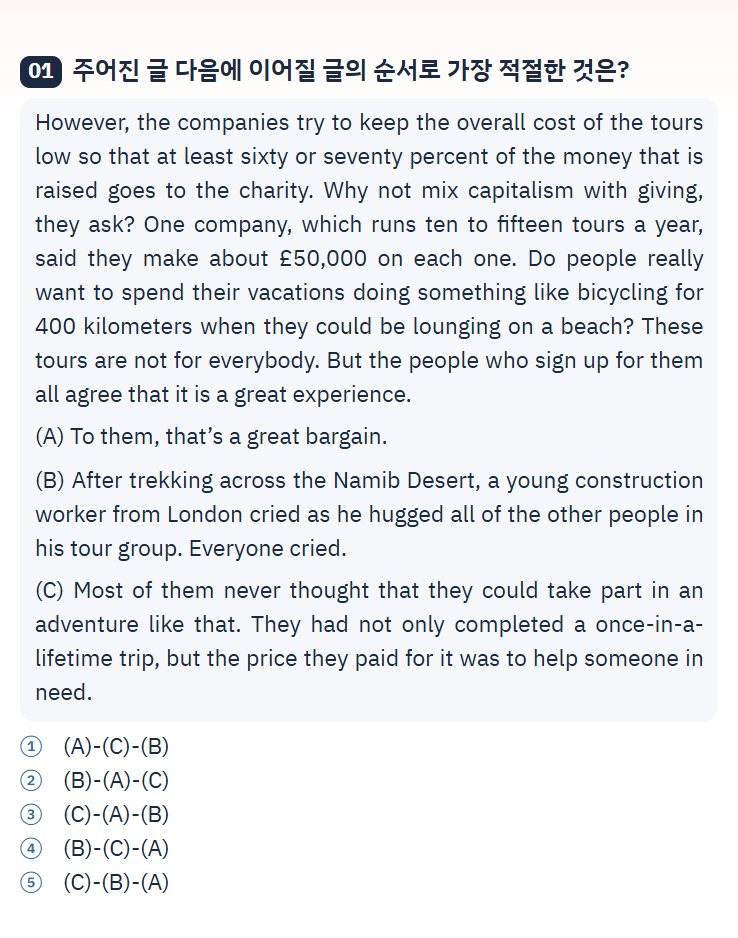 01 주어진 글 다음에 이어질 글의 순서로 가장 적절한 것은?
However, the companies try to keep the overall cost of the tours
low so that at least sixty or seventy percent of the money that is
raised goes to the charity. Why not mix capitalism with giving,
they ask? One company, which runs ten to fifteen tours a year,
said they make about £50,000 on each one. Do people really
want to spend their vacations doing something like bicycling for
400 kilometers when they could be lounging on a beach? These
tours are not for everybody. But the people who sign up for them
all agree that it is a great experience.
(A) To them, that’s a great bargain.
(B) After trekking across the Namib Desert, a young construction
worker from London cried as he hugged all of the other people in
his tour group. Everyone cried.
(C) Most of them never thought that they could take part in an
adventure like that. They had not only completed a once-in-a-
lifetime trip, but the price they paid for it was to help someone in
need.
① (A)-(C)-(B)
② (B)-(A)-(C)
③ (C)-(A)-(B)
④ (B)-(C)-(A)
⑤ (C)-(B)-(A)